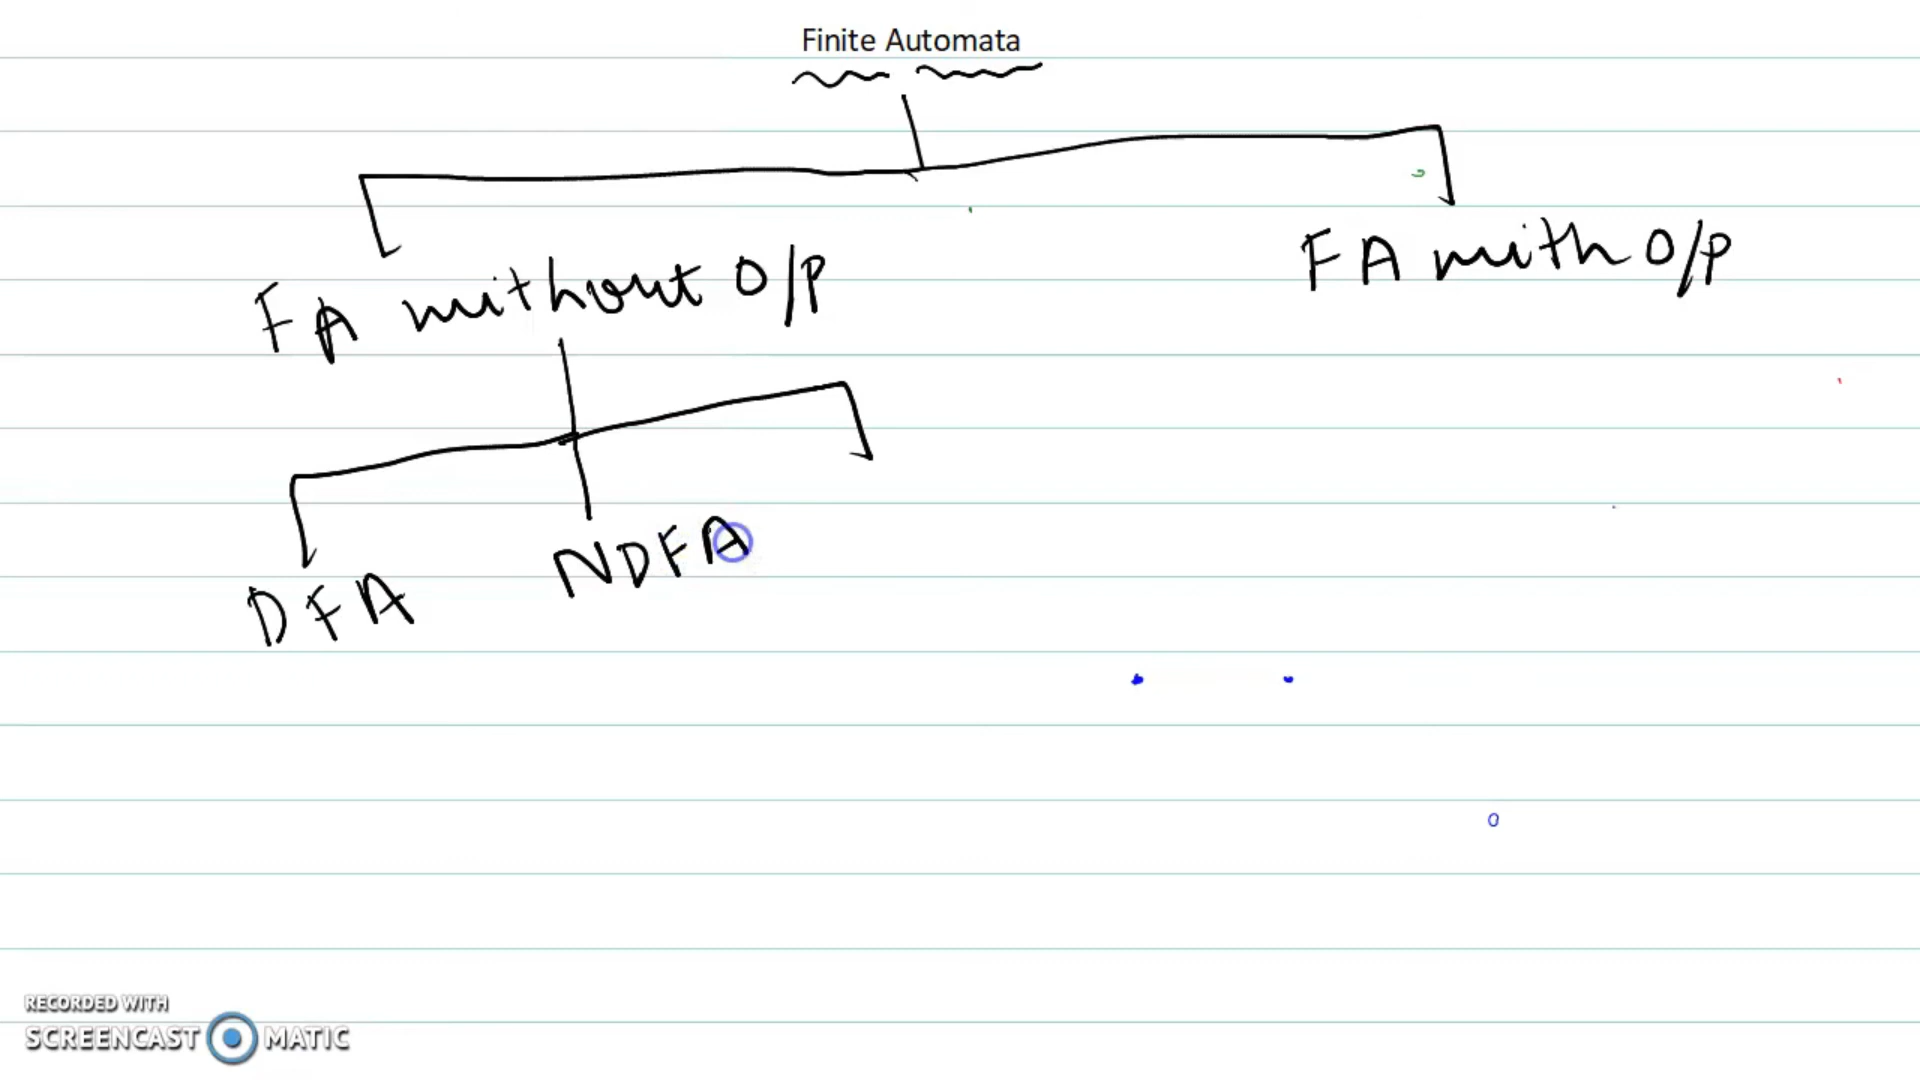 Finite Automata
FA without O/P
FA with O/P
DFA
NDFA
RECORDED WITH
SCREENCAST MATIC